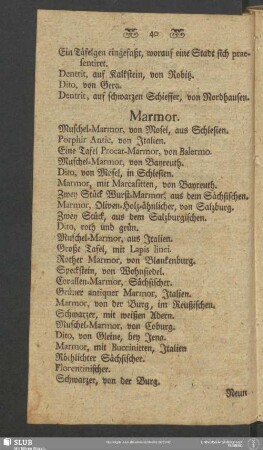 40
Ein Täfelgen eingefaßt, worauf eine Stadt sich prae-
sentiret.
Dentrit, auf Kalkstein, von Robitz.
Dito, von Gera.
Dentrit, auf schwarzen Schieffer, von Nordhausen.
Marmor.
Muschel-Marmor, von Mosel, aus Schlesien.
Porphir Antic, von Italien.
Eine Tafel Procat-Marmor, von Salermo.
Muschel-Marmor, von Bayreuth.
Dito, von Mosel, in Schlesien.
Marmor, mit Marcasitten, von Bayreuth.
Zwey Stück Wurst-Marmor, aus dem Sächsischen.
Marmor, Oliven-Holz-ähnlicher, von Salzburg.
Zwey Stück, aus dem Salzburgischen.
Dito, roth und grün.
Muschel-Marmor, aus Italien.
Große Tafel, mit Lapis linci.
Rother Marmor, von Blankenburg.
Speckstein, von Wohnsiedel.
Corallen-Marmor, Sächsischer.
Grüner antiquer Marmor, Italien.
Marmor, von der Burg, im Reußischen.
Schwarzer, mit weißen Adern.
Muschel-Marmor, von Coburg.
Dito, von Gleine, bey Jena.
Marmor, mit Buccinitten, Italien
Röthlichter Sächsischer.
Florentinischer.
Schwarzer, von der Burg.
Neun
SLUB